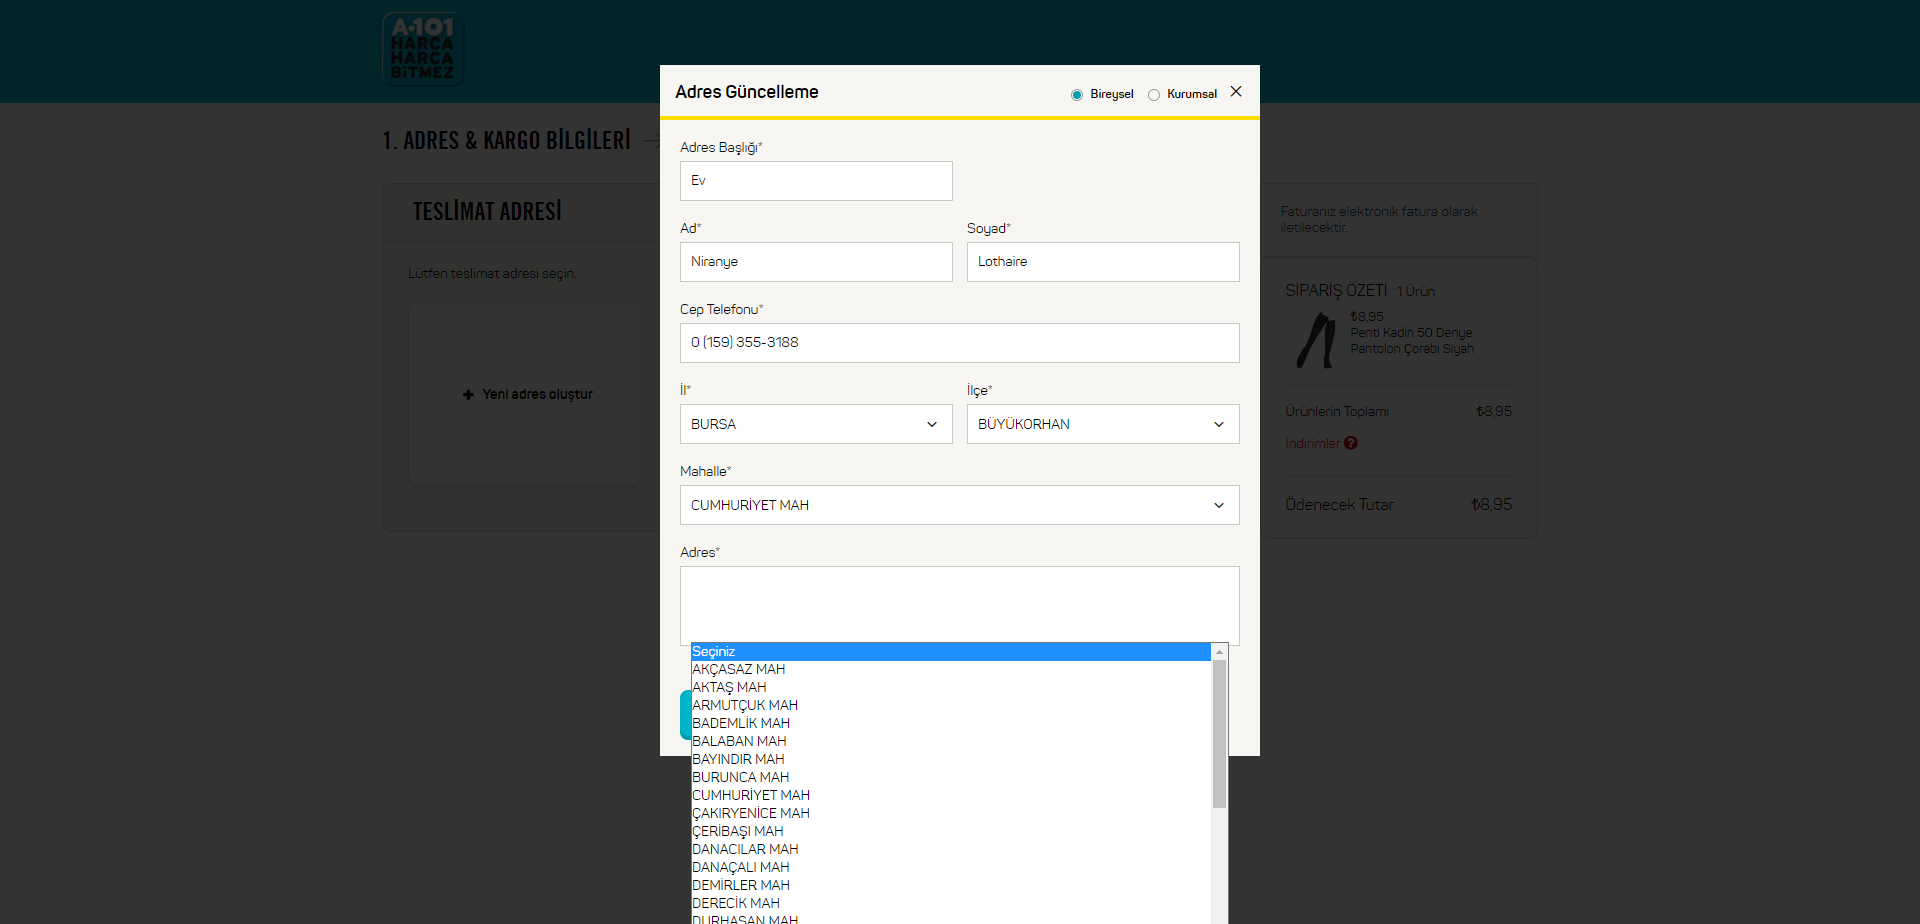 A·101
HARCA
HARCA
BİTMEZ
1. ADRES & KARGO BİLGİLERİ
TESLİMAT ADRESİ
Lütfen teslimat adresi seçin.
Yeni adres oluştur
Adres Güncelleme
Bireysel
Kurumsal
Adres Başlığı*
Ev
Ad*
Soyad*
Niranye
Lothaire
Cep Telefonu*
0 (159) 355-3188
İl*
İlçe*
BURSA
BÜYÜKORHAN
Mahalle*
CUMHURİYET MAH
Adres*
Seçiniz
AKÇASAZ MAH
AKTAŞ MAH
ARMUTÇUK MAH
BADEMLİK MAH
BALABAN MAH
BAYINDIR MAH
BURUNCA MAH
CUMHURİYET MAH
ÇAKIRYENİCE MAH
ÇERİBAŞI MAH
DANACILAR MAH
DANAÇALI MAH
DEMİRLER MAH
DERECİK MAH
DURHASAN MAH
Faturanız elektronik fatura olarak
iletilecektir.
SİPARİŞ ÖZETİ 1 Ürün
₺8,95
Penti Kadın 50 Denye
Pantolon Çorabı Siyah
Ürünlerin Toplamı ₺8,95
İndirimler ?
Ödenecek Tutar ₺8,95